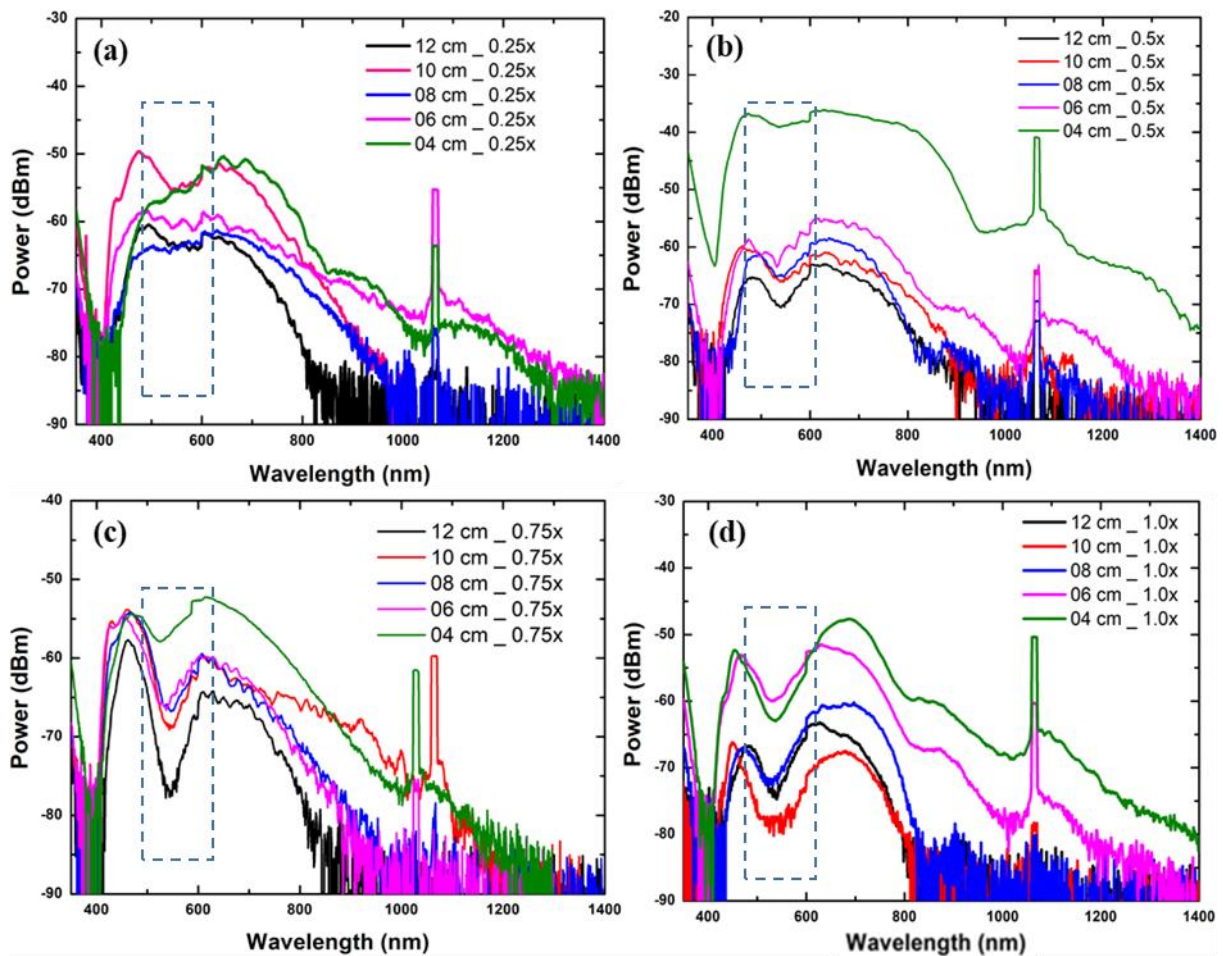 (a)
12 cm _ 0.25x
10 cm _ 0.25x
08 cm _ 0.25x
06 cm _ 0.25x
04 cm _ 0.25x
Power (dBm)
-30
-40
-50
-60
-70
-80
-90
400 600 800 1000 1200 1400
Wavelength (nm)
(b)
12 cm _ 0.5x
10 cm _ 0.5x
08 cm _ 0.5x
06 cm _ 0.5x
04 cm _ 0.5x
Power (dBm)
-20
-30
-40
-50
-60
-70
-80
-90
400 600 800 1000 1200 1400
Wavelength (nm)
(c)
12 cm _ 0.75x
10 cm _ 0.75x
08 cm _ 0.75x
06 cm _ 0.75x
04 cm _ 0.75x
Power (dBm)
-40
-50
-60
-70
-80
-90
400 600 800 1000 1200 1400
Wavelength (nm)
(d)
12 cm _ 1.0x
10 cm _ 1.0x
08 cm _ 1.0x
06 cm _ 1.0x
04 cm _ 1.0x
Power (dBm)
-30
-40
-50
-60
-70
-80
-90
400 600 800 1000 1200 1400
Wavelength (nm)